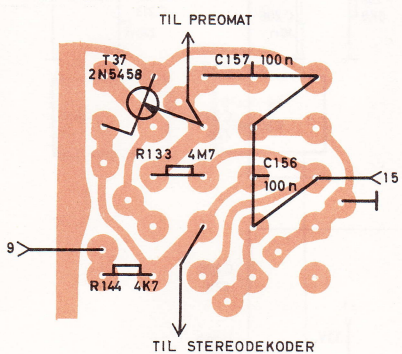 TIL PREOMAT
T37
2N5458
C157 100n
R133 4M7
C156
100n
15
9
R144 4K7
TIL STEREODEKODER